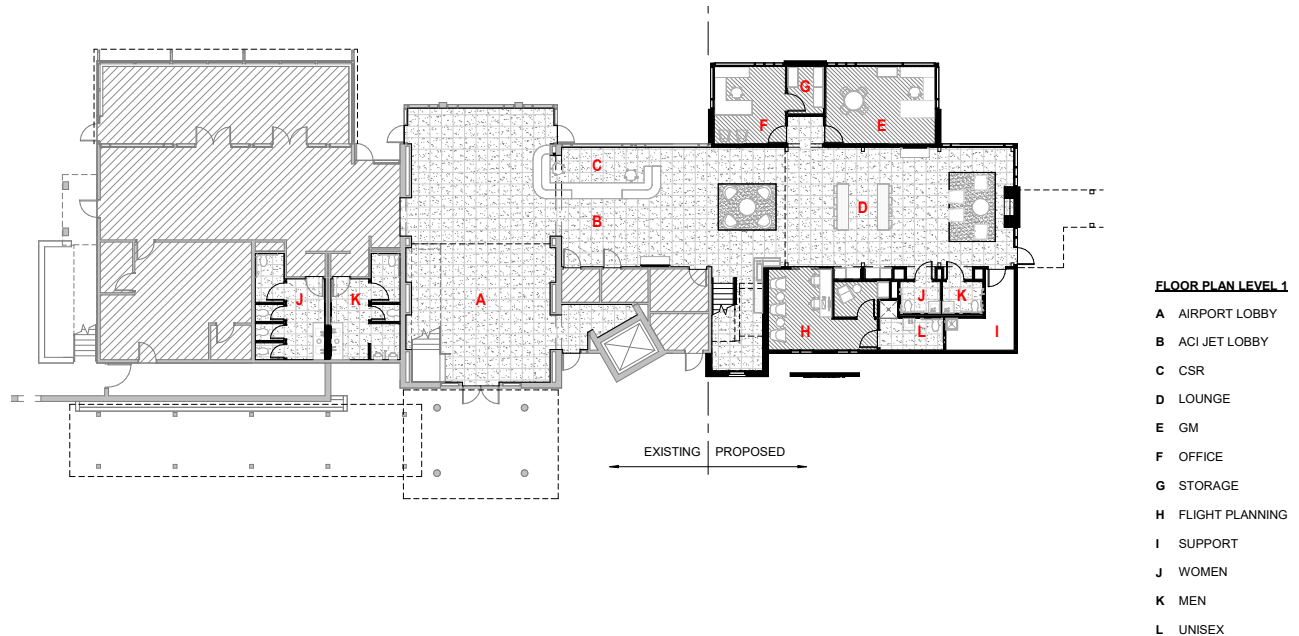 G
F
E
C
B
D
J
K
A
J
K
H
L
I
EXISTING PROPOSED
FLOOR PLAN LEVEL 1
A AIRPORT LOBBY
B ACI JET LOBBY
C CSR
D LOUNGE
E GM
F OFFICE
G STORAGE
H FLIGHT PLANNING
I SUPPORT
J WOMEN
K MEN
L UNISEX